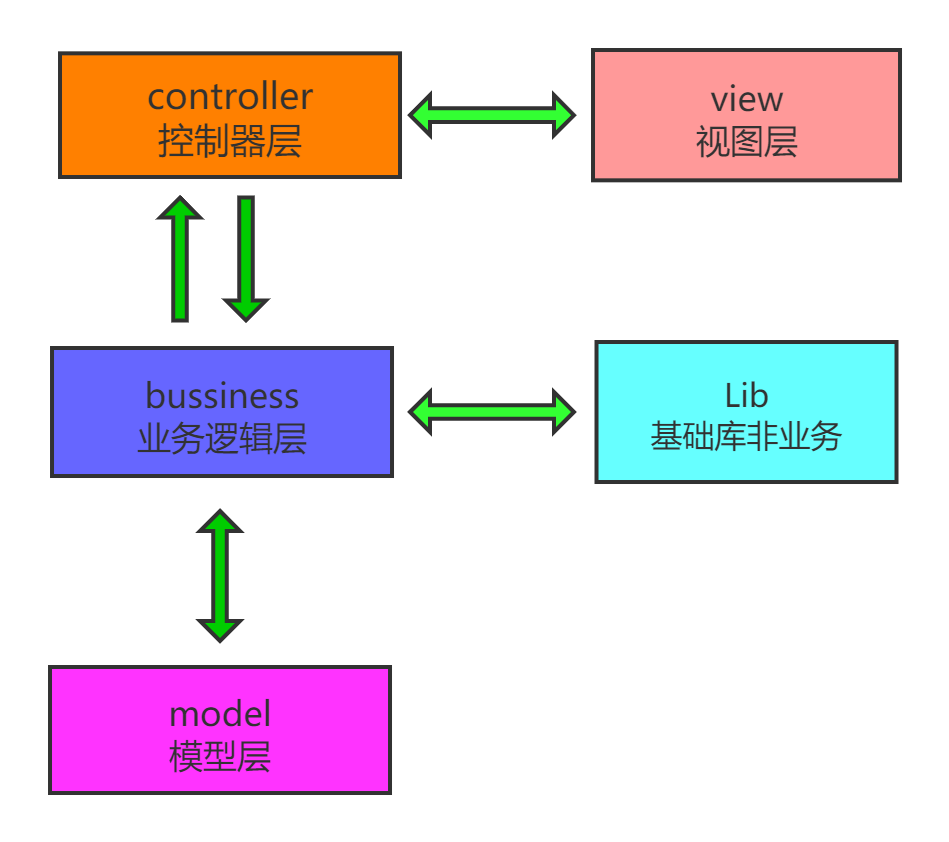 controller
控制器层
view
视图层
bussiness
业务逻辑层
Lib
基础库非业务
model
模型层